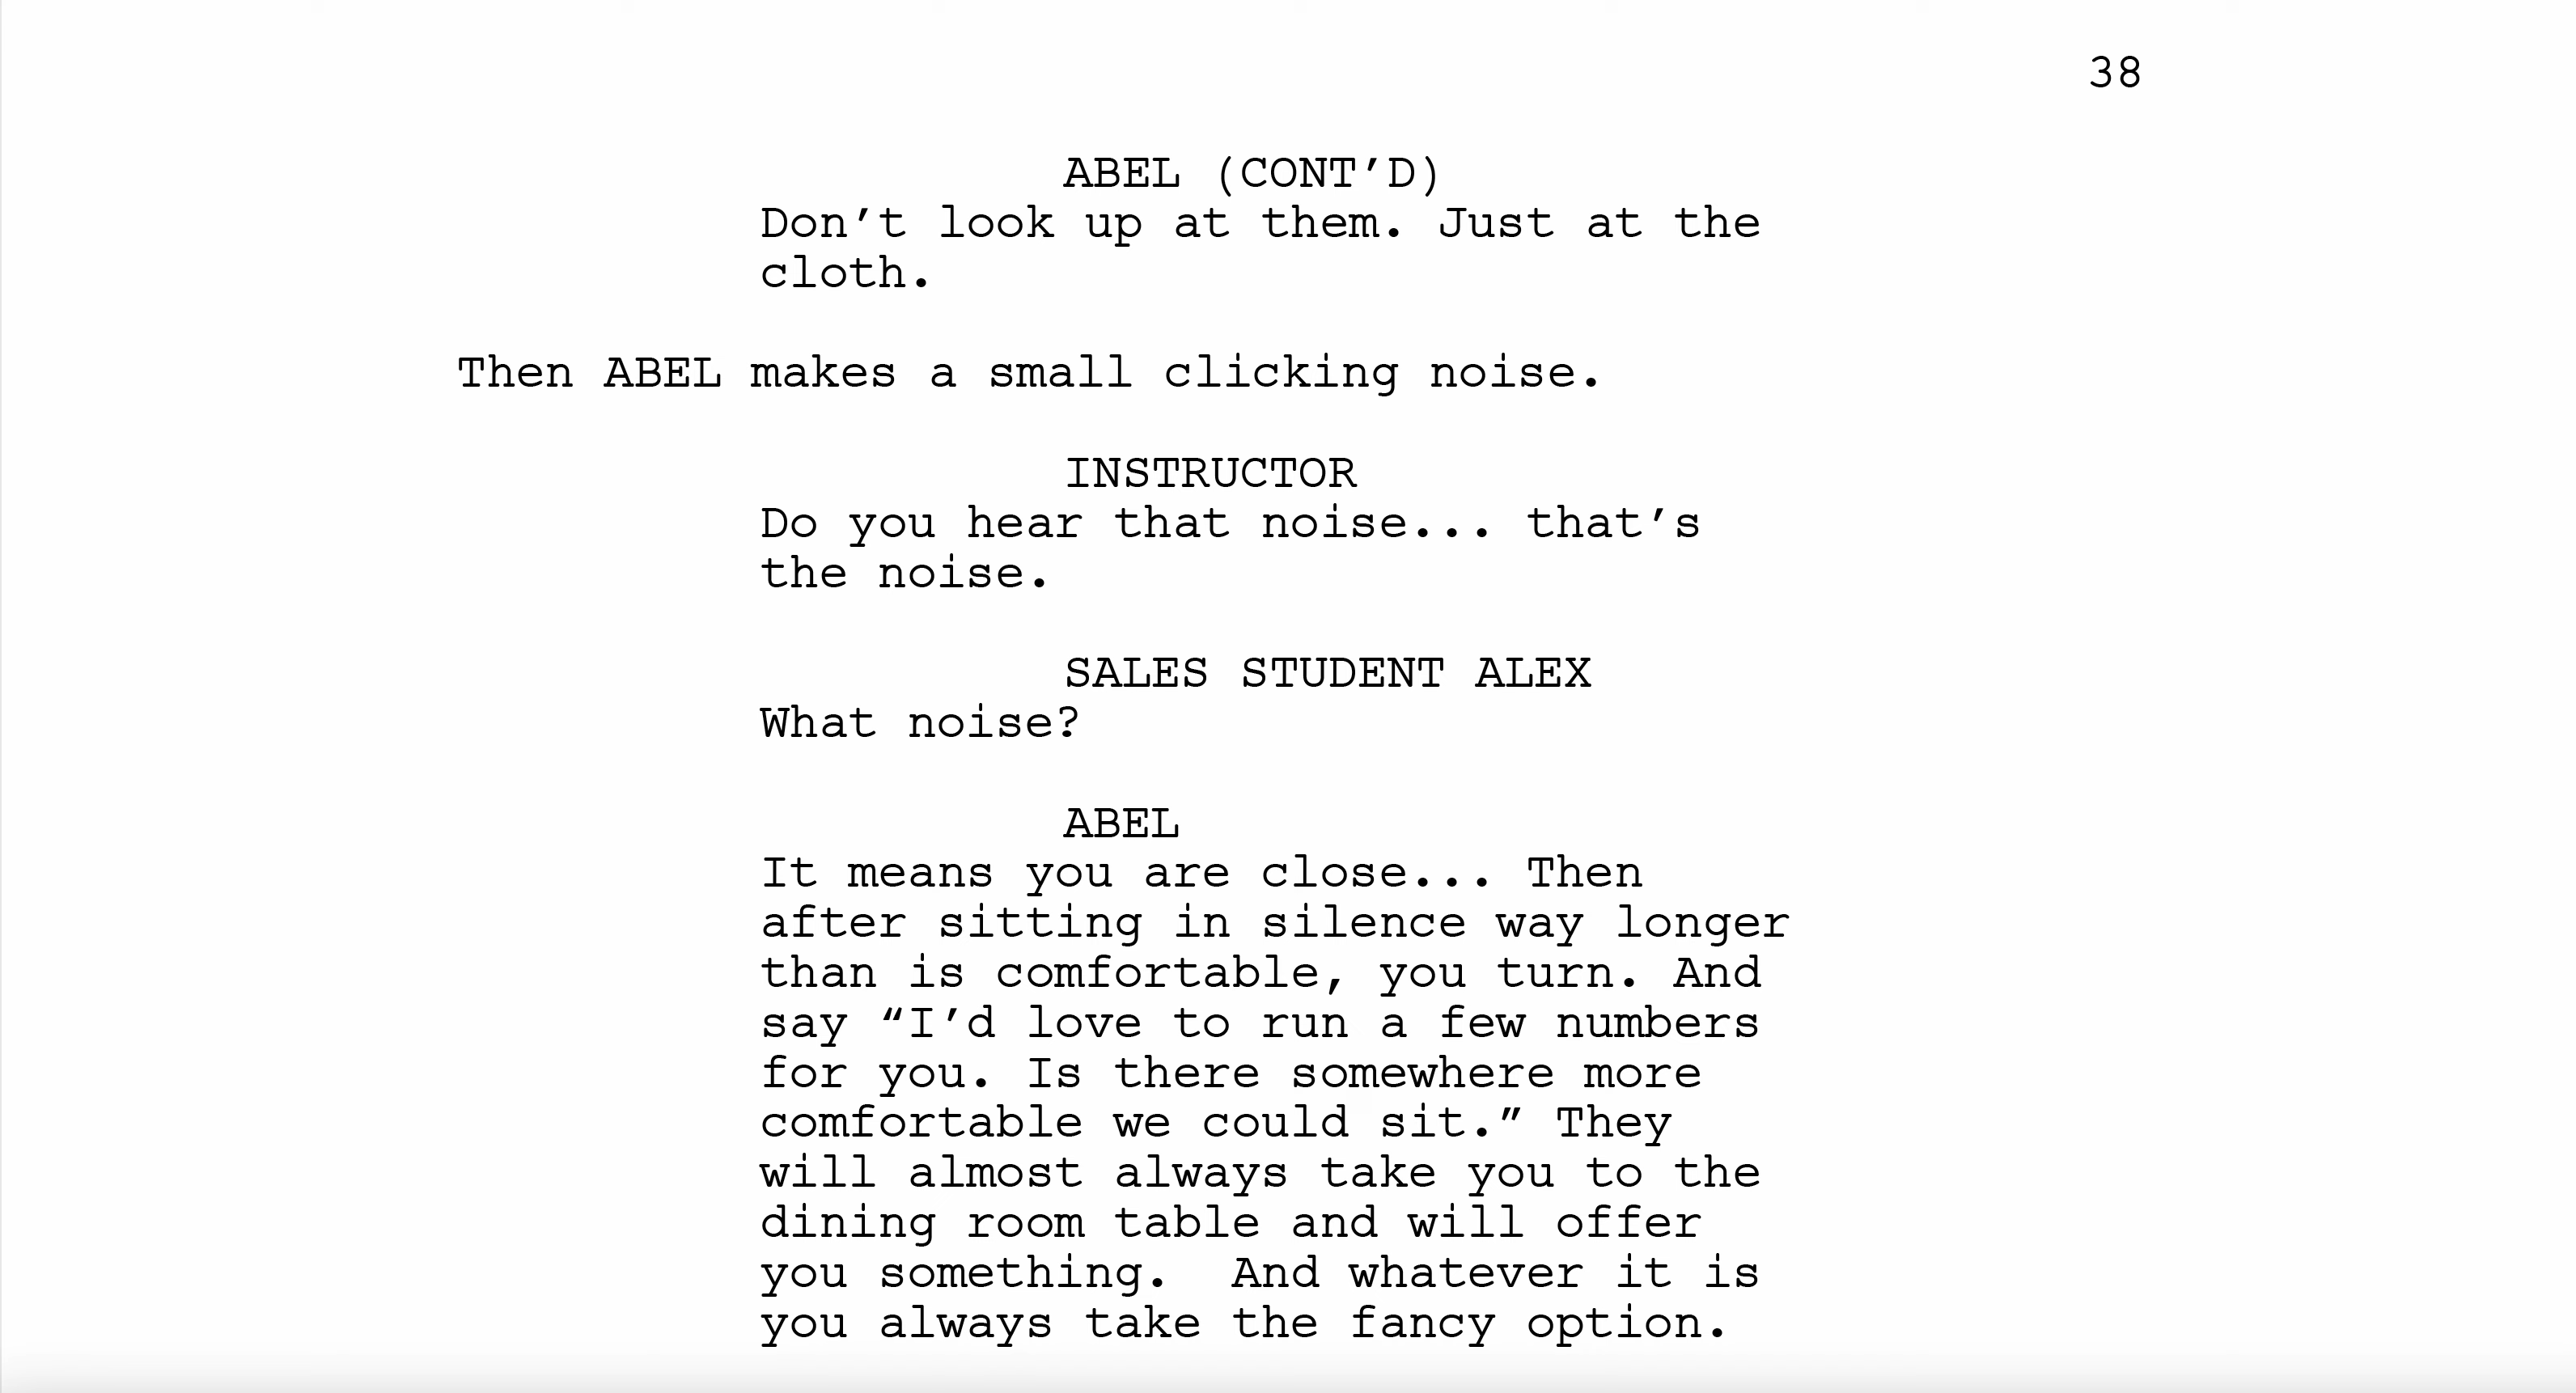 38
ABEL (CONT’D)
Don’t look up at them. Just at the
cloth.
Then ABEL makes a small clicking noise.
INSTRUCTOR
Do you hear that noise... that’s
the noise.
SALES STUDENT ALEX
What noise?
ABEL
It means you are close... Then
after sitting in silence way longer
than is comfortable, you turn. And
say “I’d love to run a few numbers
for you. Is there somewhere more
comfortable we could sit.” They
will almost always take you to the
dining room table and will offer
you something.  And whatever it is
you always take the fancy option.